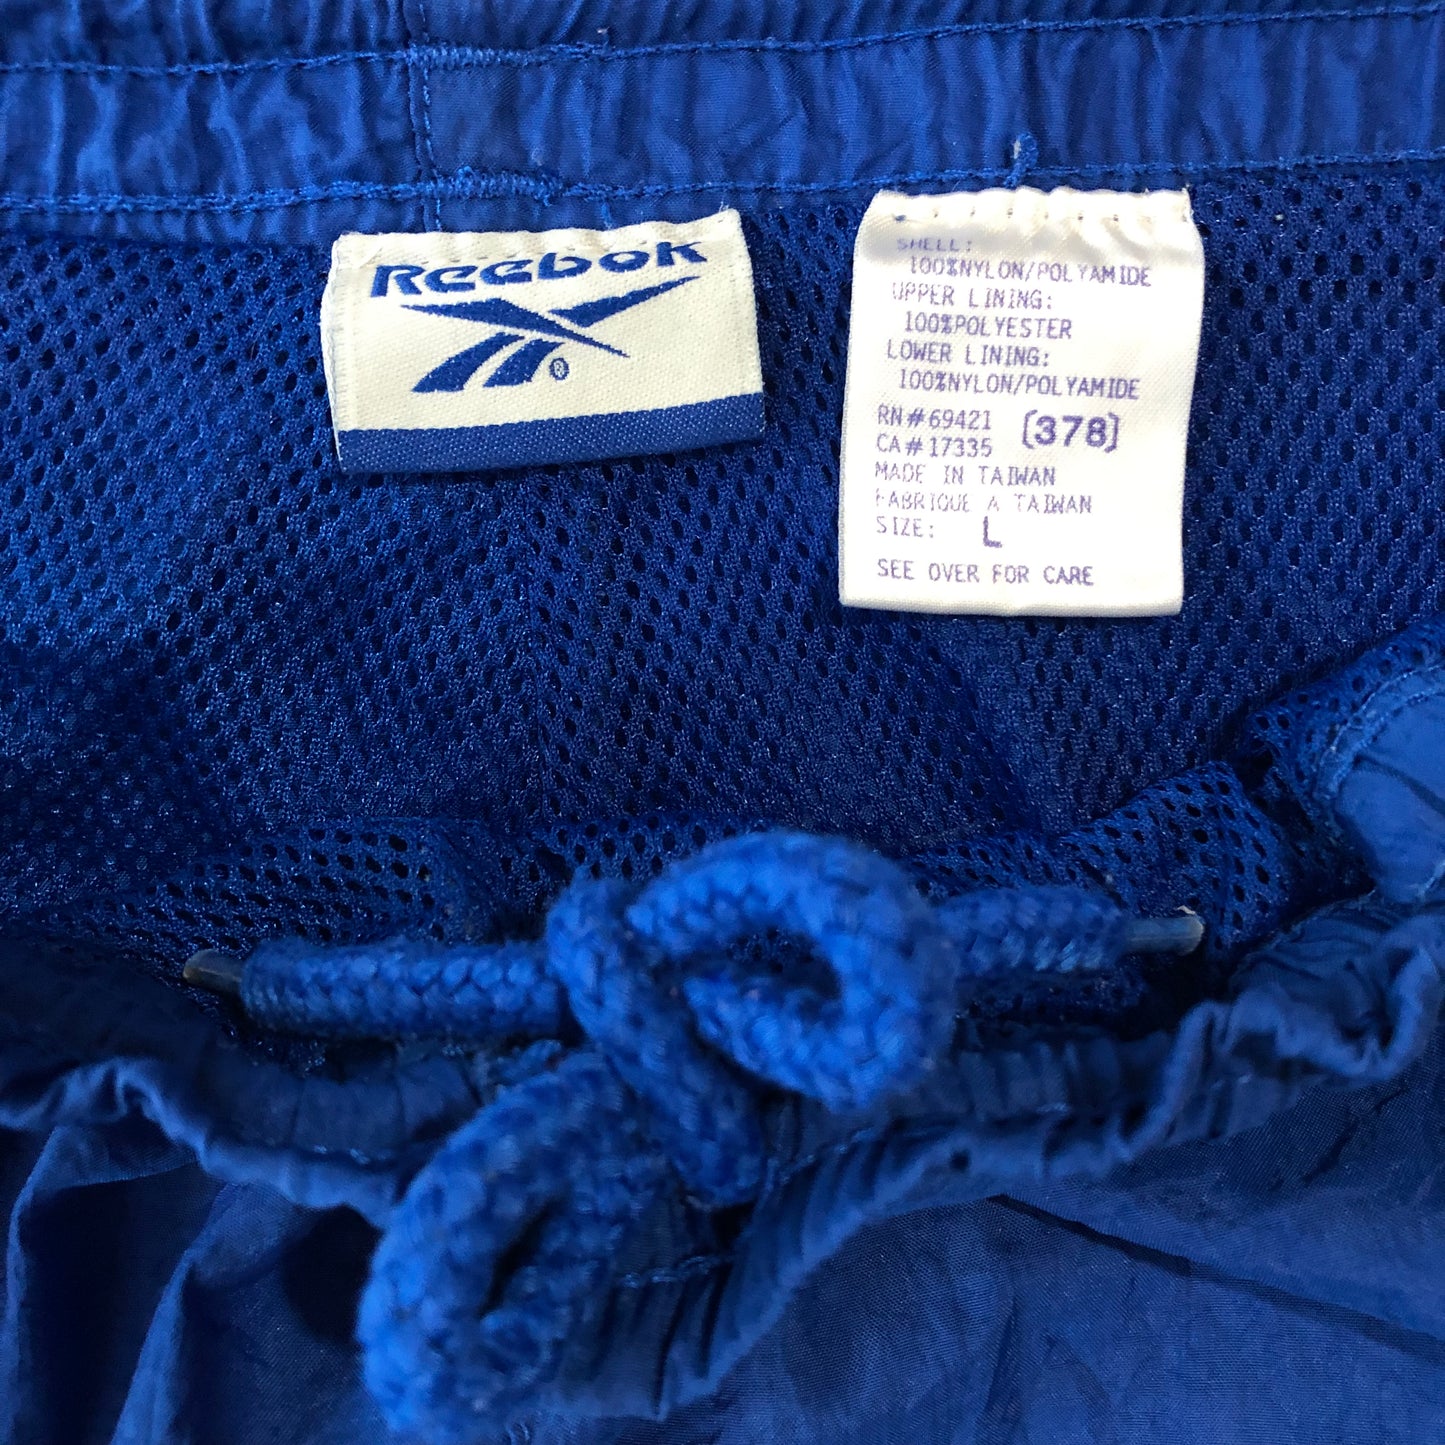 Reebok
®
SHELL:
100%NYLON/POLYAMIDE
UPPER LINING:
100%POLYESTER
LOWER LINING:
100%NYLON/POLYAMIDE
RN#69421 (378)
CA#17335
MADE IN TAIWAN
FABRIQUE A TAIWAN
SIZE: L
SEE OVER FOR CARE